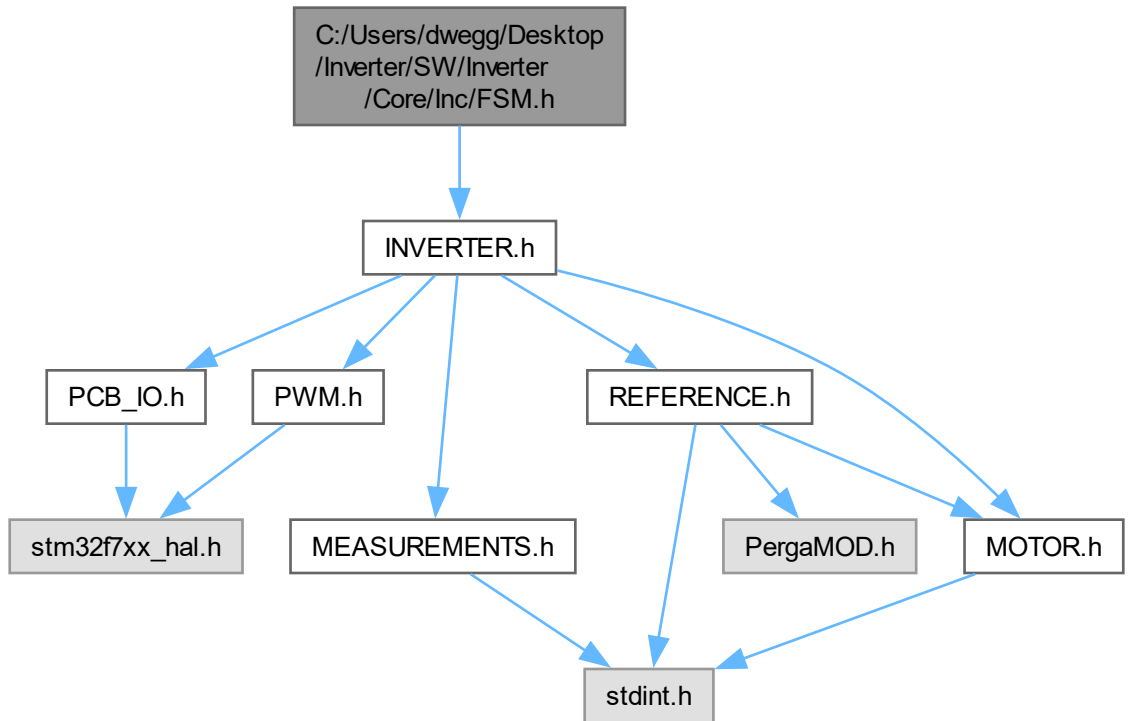 C:/Users/dwegg/Desktop
/Inverter/SW/Inverter
/Core/Inc/FSM.h
INVERTER.h
PCB_IO.h
PWM.h
REFERENCE.h
stm32f7xx_hal.h
MEASUREMENTS.h
PergaMOD.h
MOTOR.h
stdint.h